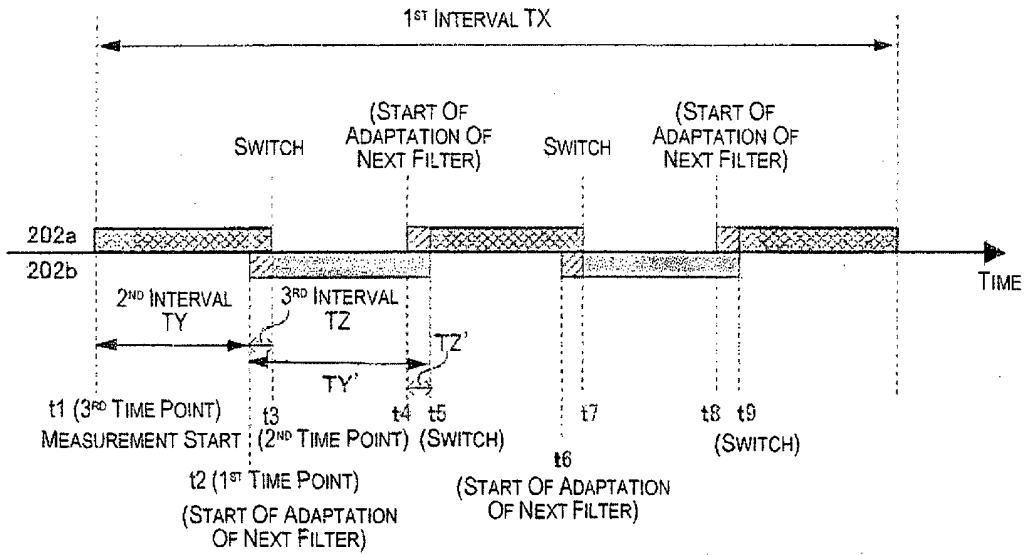 1ST INTERVAL TX
(START OF
ADAPTATION OF
NEXT FILTER)
(START OF
ADAPTATION OF
NEXT FILTER)
SWITCH
SWITCH
202a
202b
TIME
2ND INTERVAL
TY
3RD INTERVAL
TZ
TZ'
TY'
t1 (3RD TIME POINT)
MEASUREMENT START
t3
(2ND TIME POINT)
t4
t5
(SWITCH)
t7
t8
t9
(SWITCH)
t6
(START OF ADAPTATION
OF NEXT FILTER)
t2 (1ST TIME POINT)
(START OF ADAPTATION
OF NEXT FILTER)